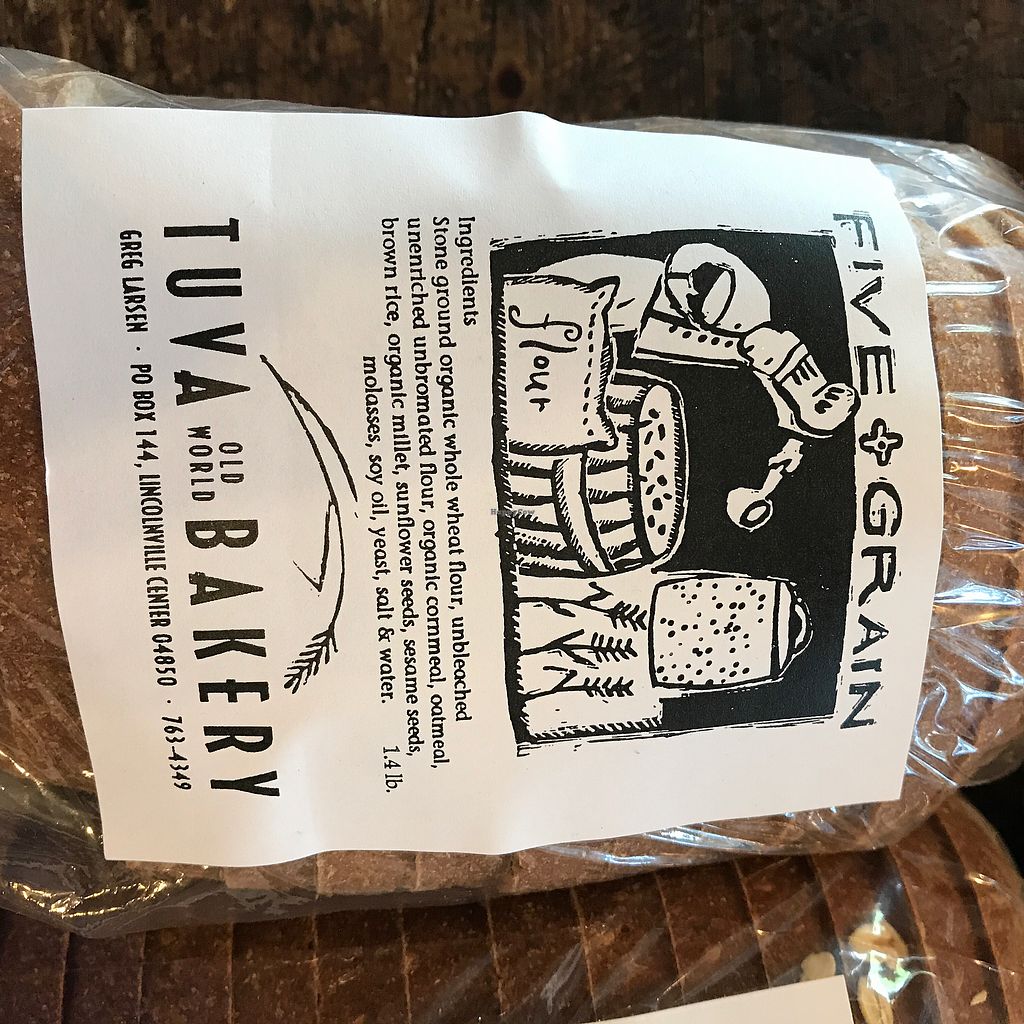 FIVE GRAIN
flour
Ingredients
Stone ground organic whole wheat flour, unbleached
unenriched unbromated flour, organic cornmeal, oatmeal,
brown rice, organic millet, sunflower seeds, sesame seeds,
molasses, soy oil, yeast, salt & water.
1.4 lb.
TUVA OLD WORLD BAKERY
GREG LARSEN · PO BOX 144, LINCOLNVILLE CENTER 04850 · 763-4349